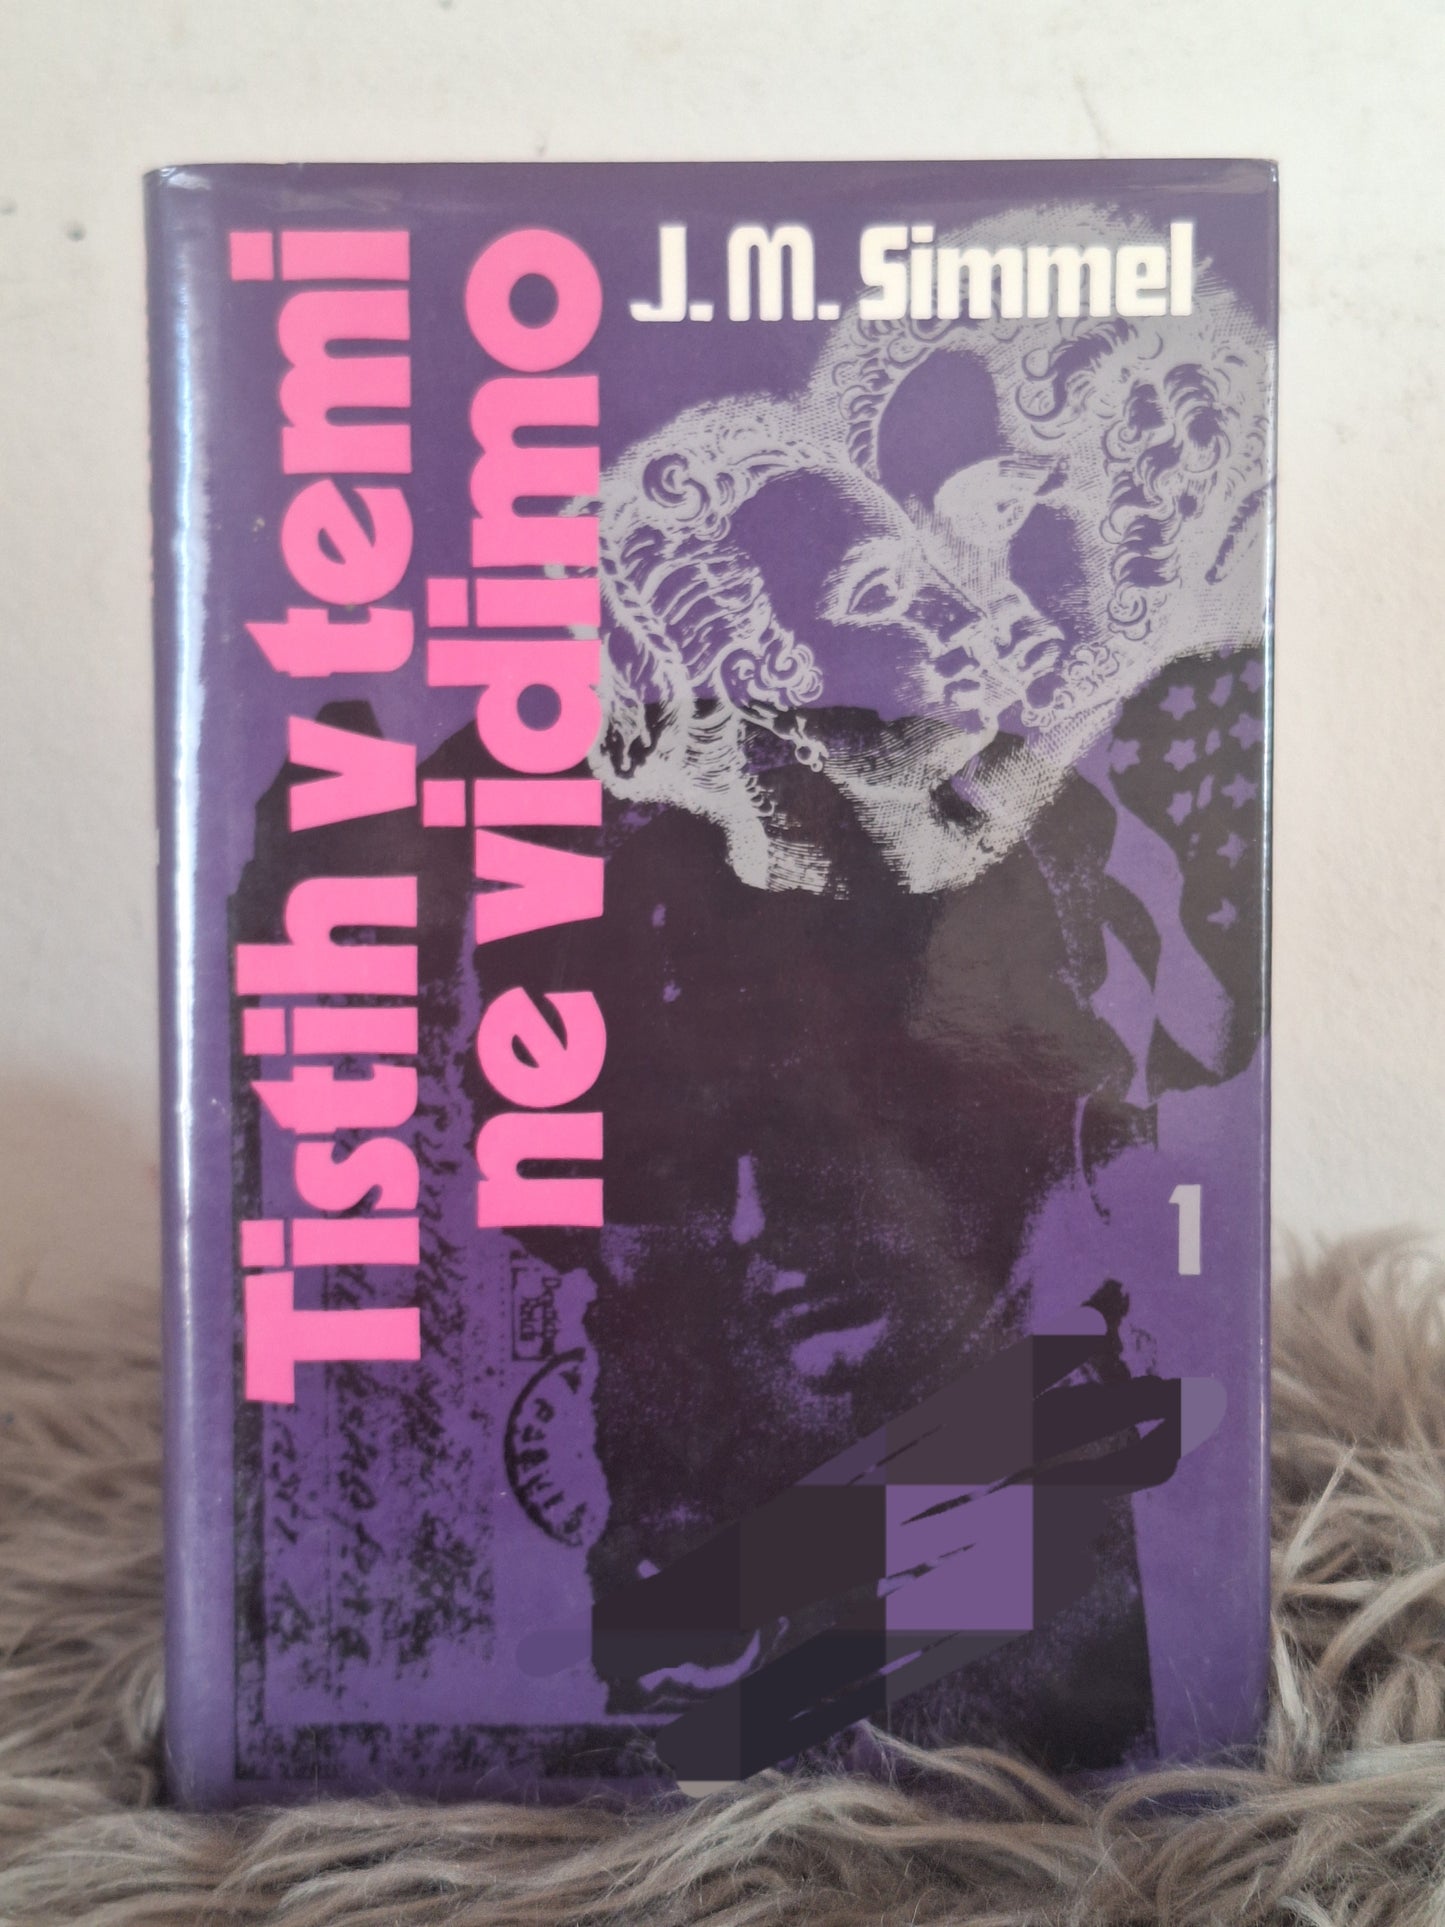 J. M. Simmel
Tistih v temi
ne vidimo
1